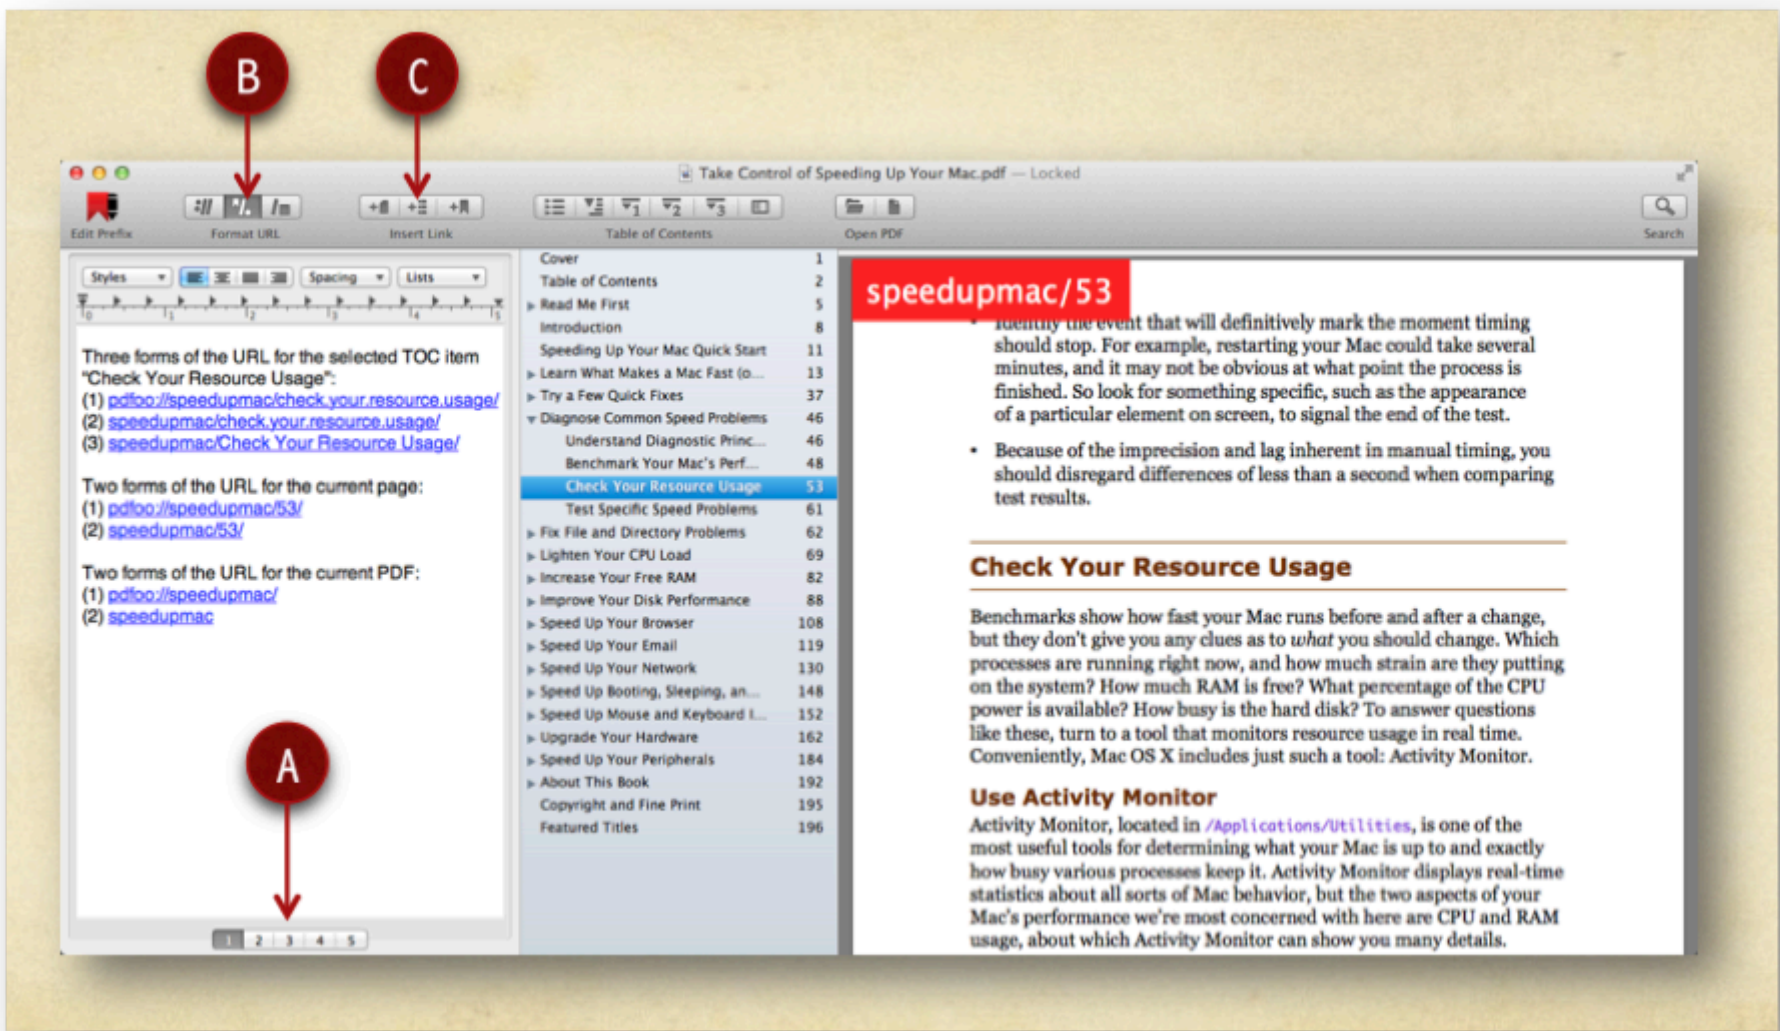 B
C
Take Control of Speeding Up Your Mac.pdf — Locked
Edit Prefix
Format URL
Insert Link
Table of Contents
Open PDF
Search
Styles
Spacing
Lists
0 1 2 3 4 5
Three forms of the URL for the selected TOC item
"Check Your Resource Usage":
(1) pdfoo://speedupmac/check.your.resource.usage/
(2) speedupmac/check.your.resource.usage/
(3) speedupmac/Check Your Resource Usage/
Two forms of the URL for the current page:
(1) pdfoo://speedupmac/53/
(2) speedupmac/53/
Two forms of the URL for the current PDF:
(1) pdfoo://speedupmac/
(2) speedupmac
A
1 2 3 4 5
Cover 1
Table of Contents 2
Read Me First 5
Introduction 8
Speeding Up Your Mac Quick Start 11
Learn What Makes a Mac Fast (o... 13
Try a Few Quick Fixes 37
Diagnose Common Speed Problems 46
Understand Diagnostic Princ... 46
Benchmark Your Mac's Perf... 48
Check Your Resource Usage 53
Test Specific Speed Problems 61
Fix File and Directory Problems 62
Lighten Your CPU Load 69
Increase Your Free RAM 82
Improve Your Disk Performance 88
Speed Up Your Browser 108
Speed Up Your Email 119
Speed Up Your Network 130
Speed Up Booting, Sleeping, an... 148
Speed Up Mouse and Keyboard I... 152
Upgrade Your Hardware 162
Speed Up Your Peripherals 184
About This Book 192
Copyright and Fine Print 195
Featured Titles 196
speedupmac/53
• Identify the event that will definitively mark the moment timing
should stop. For example, restarting your Mac could take several
minutes, and it may not be obvious at what point the process is
finished. So look for something specific, such as the appearance
of a particular element on screen, to signal the end of the test.
• Because of the imprecision and lag inherent in manual timing, you
should disregard differences of less than a second when comparing
test results.
Check Your Resource Usage
Benchmarks show how fast your Mac runs before and after a change,
but they don't give you any clues as to what you should change. Which
processes are running right now, and how much strain are they putting
on the system? How much RAM is free? What percentage of the CPU
power is available? How busy is the hard disk? To answer questions
like these, turn to a tool that monitors resource usage in real time.
Conveniently, Mac OS X includes just such a tool: Activity Monitor.
Use Activity Monitor
Activity Monitor, located in /Applications/Utilities, is one of the
most useful tools for determining what your Mac is up to and exactly
how busy various processes keep it. Activity Monitor displays real-time
statistics about all sorts of Mac behavior, but the two aspects of your
Mac's performance we're most concerned with here are CPU and RAM
usage, about which Activity Monitor can show you many details.